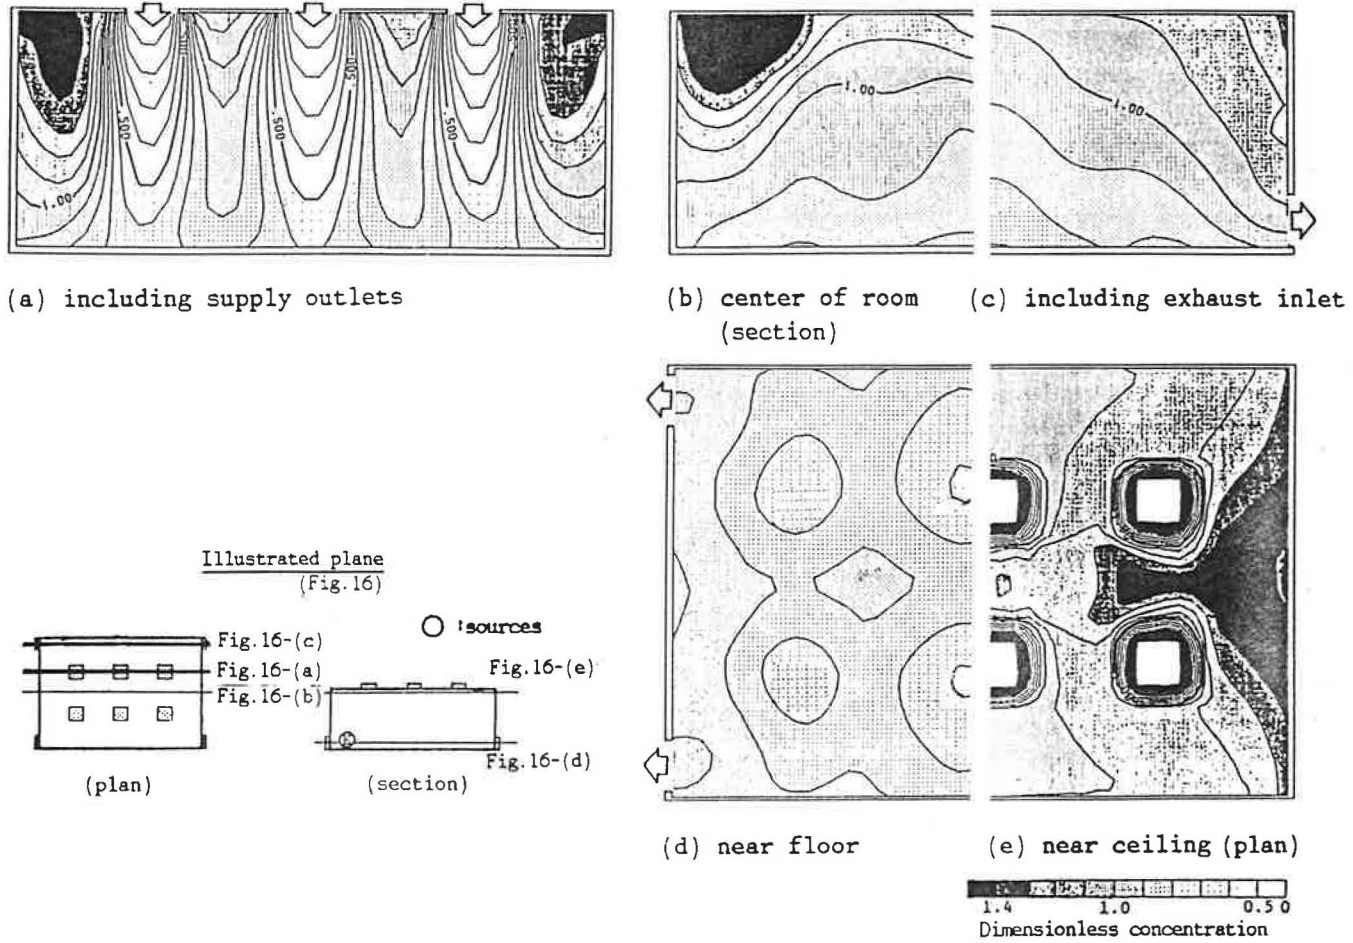 .500
.500
.500
.500
.500
1.00
(a) including supply outlets
1.00
1.00
(b) center of room
(section)
(c) including exhaust inlet
Illustrated plane
(Fig.16)
○ : sources
Fig.16-(c)
Fig.16-(a)
Fig.16-(b)
Fig.16-(e)
Fig.16-(d)
(plan)
(section)
(d) near floor
(e) near ceiling (plan)
1.4 1.0 0.5 0
Dimensionless concentration